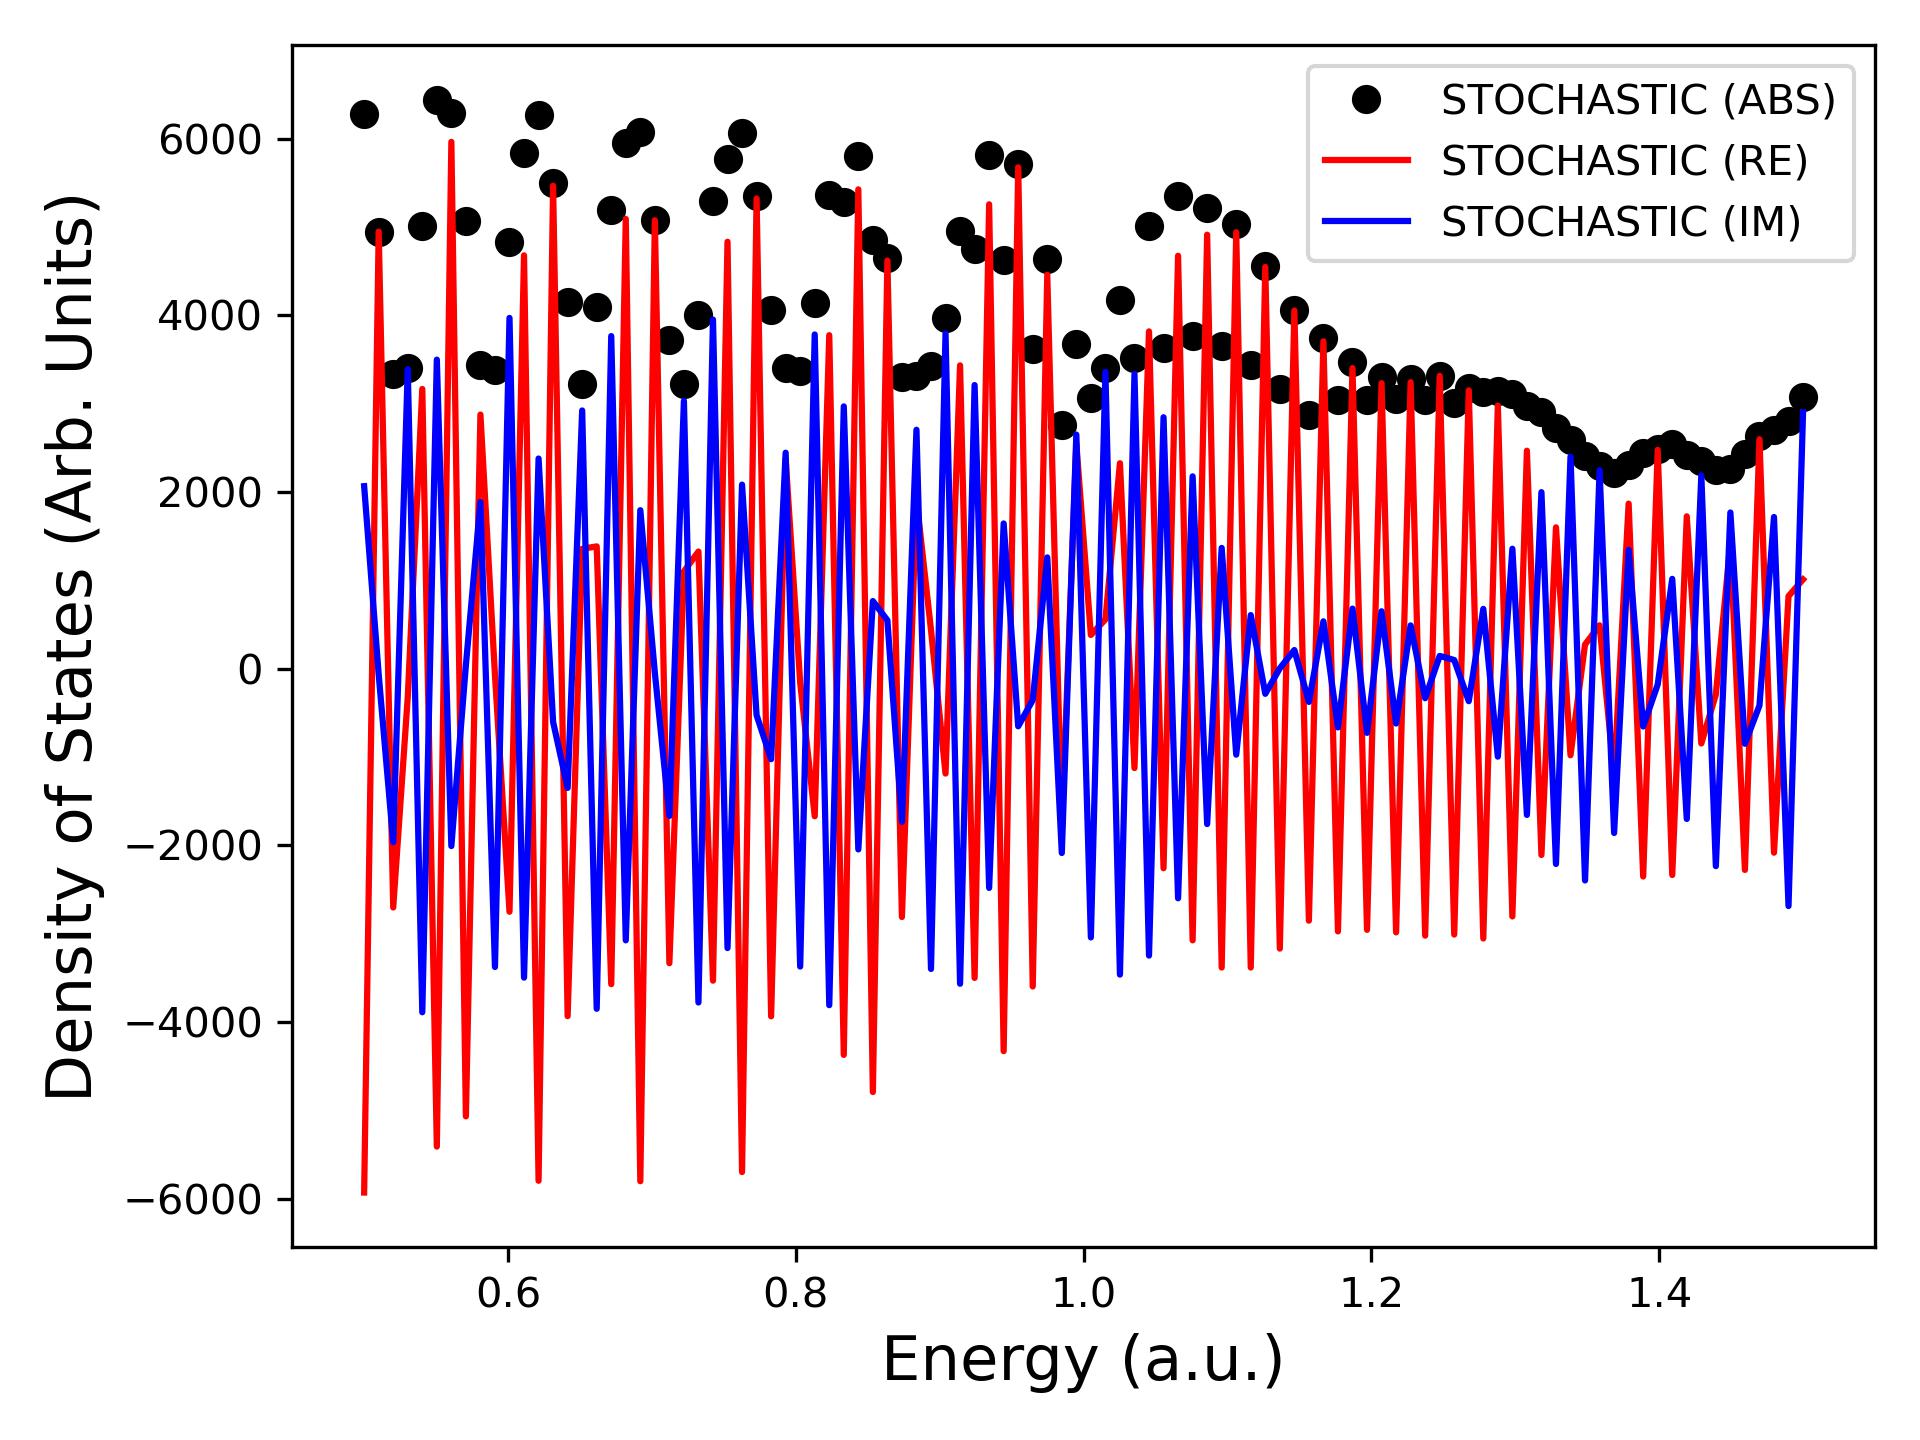 STOCHASTIC (ABS)
STOCHASTIC (RE)
STOCHASTIC (IM)
Density of States (Arb. Units)
6000
4000
2000
0
−2000
−4000
−6000
0.6 0.8 1.0 1.2 1.4
Energy (a.u.)